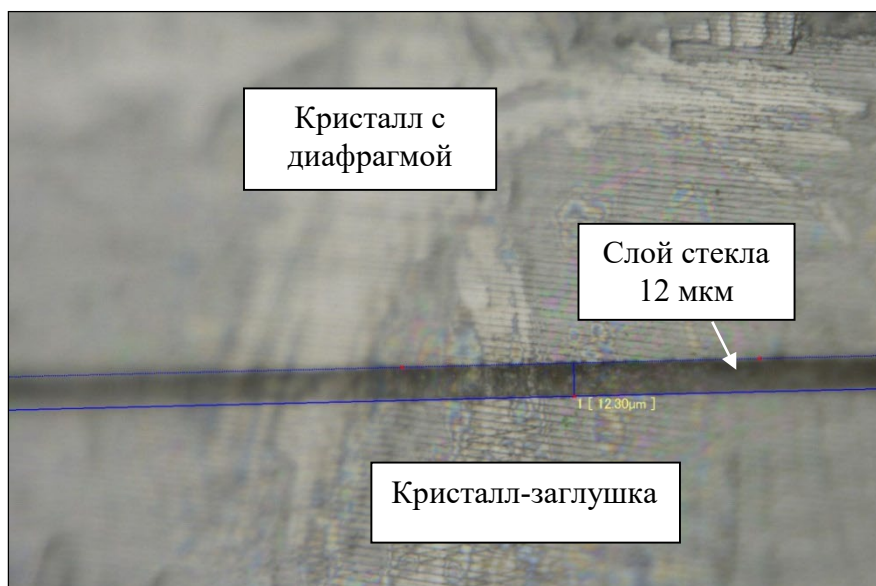 Кристалл с
диафрагмой
Слой стекла
12 мкм
1 [ 12.30µm ]
Кристалл-заглушка